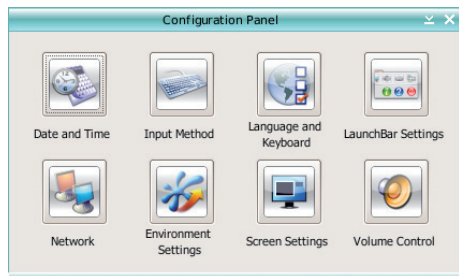 Configuration Panel
Date and Time
Input Method
Language and
Keyboard
LaunchBar Settings
Network
Environment
Settings
Screen Settings
Volume Control